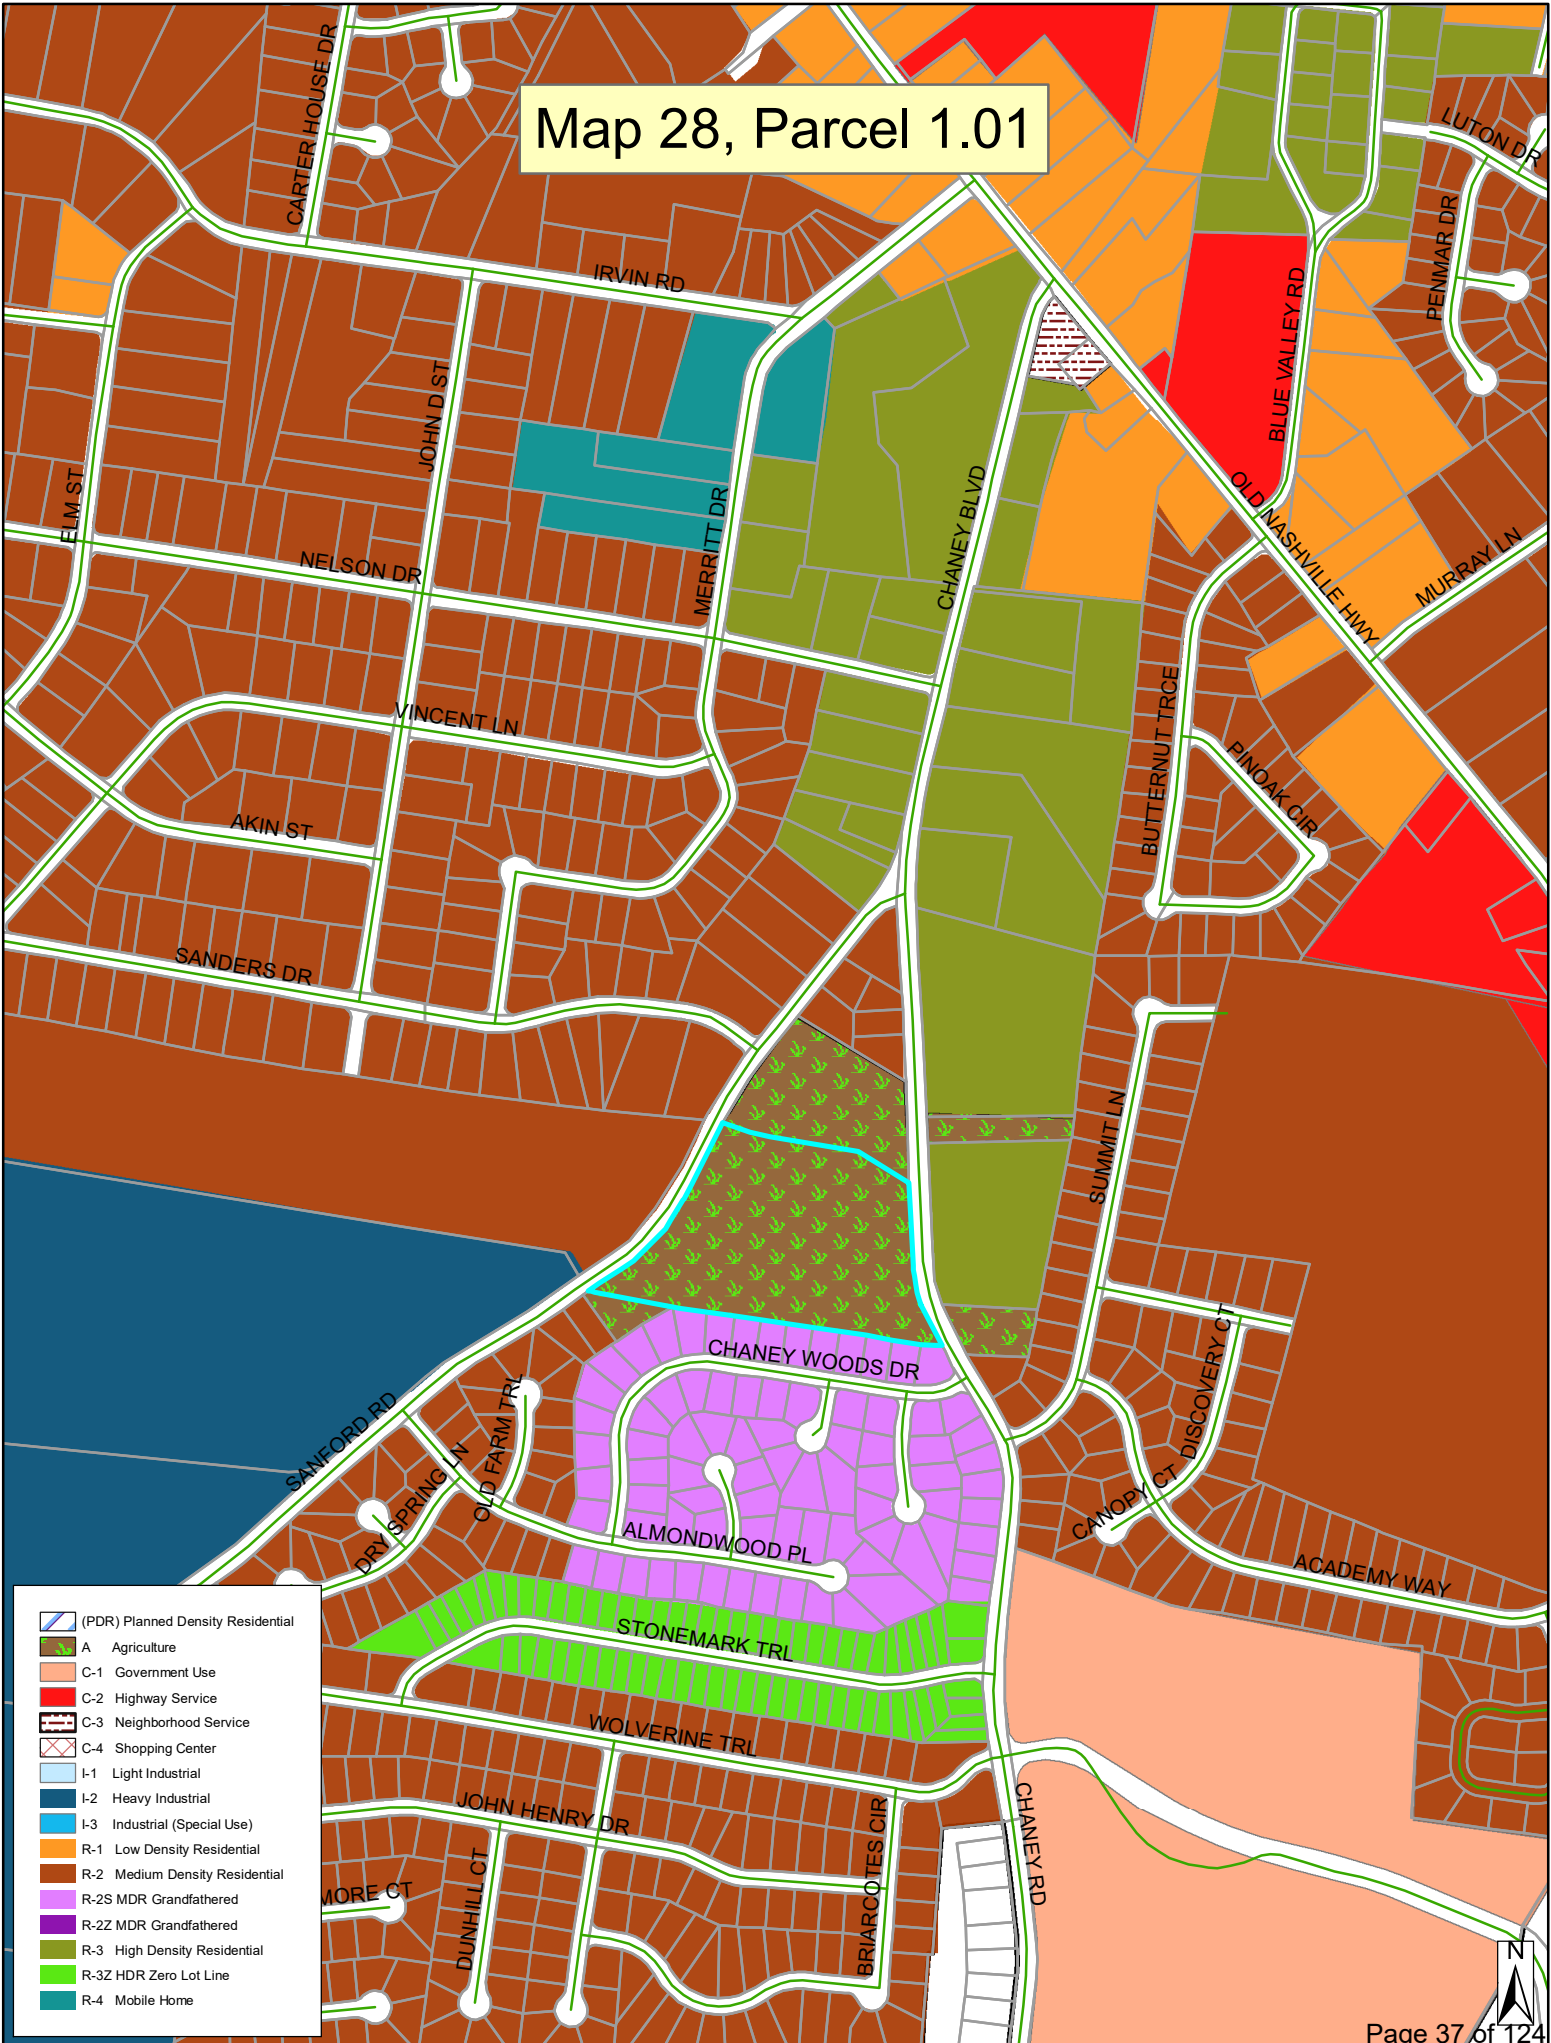 Map 28, Parcel 1.01
CARTER HOUSE DR
LUTON DR
PENMAR DR
IRVIN RD
BLUE VALLEY RD
JOHN D ST
ELM ST
MERRITT DR
CHANEY BLVD
OLD NASHVILLE HWY
MURRAY LN
NELSON DR
VINCENT LN
BUTTERNUT TRCE
PINOAK CIR
AKIN ST
SANDERS DR
SUMMIT LN
CHANEY WOODS DR
DISCOVERY CT
SANFORD RD
OLD FARM TRL
DRY SPRING LN
CANOPY CT
ALMONDWOOD PL
ACADEMY WAY
STONEMARK TRL
WOLVERINE TRL
JOHN HENRY DR
CHANEY RD
BRIARCOTES CIR
DUNHILL CT
MORE CT
(PDR) Planned Density Residential
A Agriculture
C-1 Government Use
C-2 Highway Service
C-3 Neighborhood Service
C-4 Shopping Center
I-1 Light Industrial
I-2 Heavy Industrial
I-3 Industrial (Special Use)
R-1 Low Density Residential
R-2 Medium Density Residential
R-2S MDR Grandfathered
R-2Z MDR Grandfathered
R-3 High Density Residential
R-3Z HDR Zero Lot Line
R-4 Mobile Home
N
Page 37 of 124